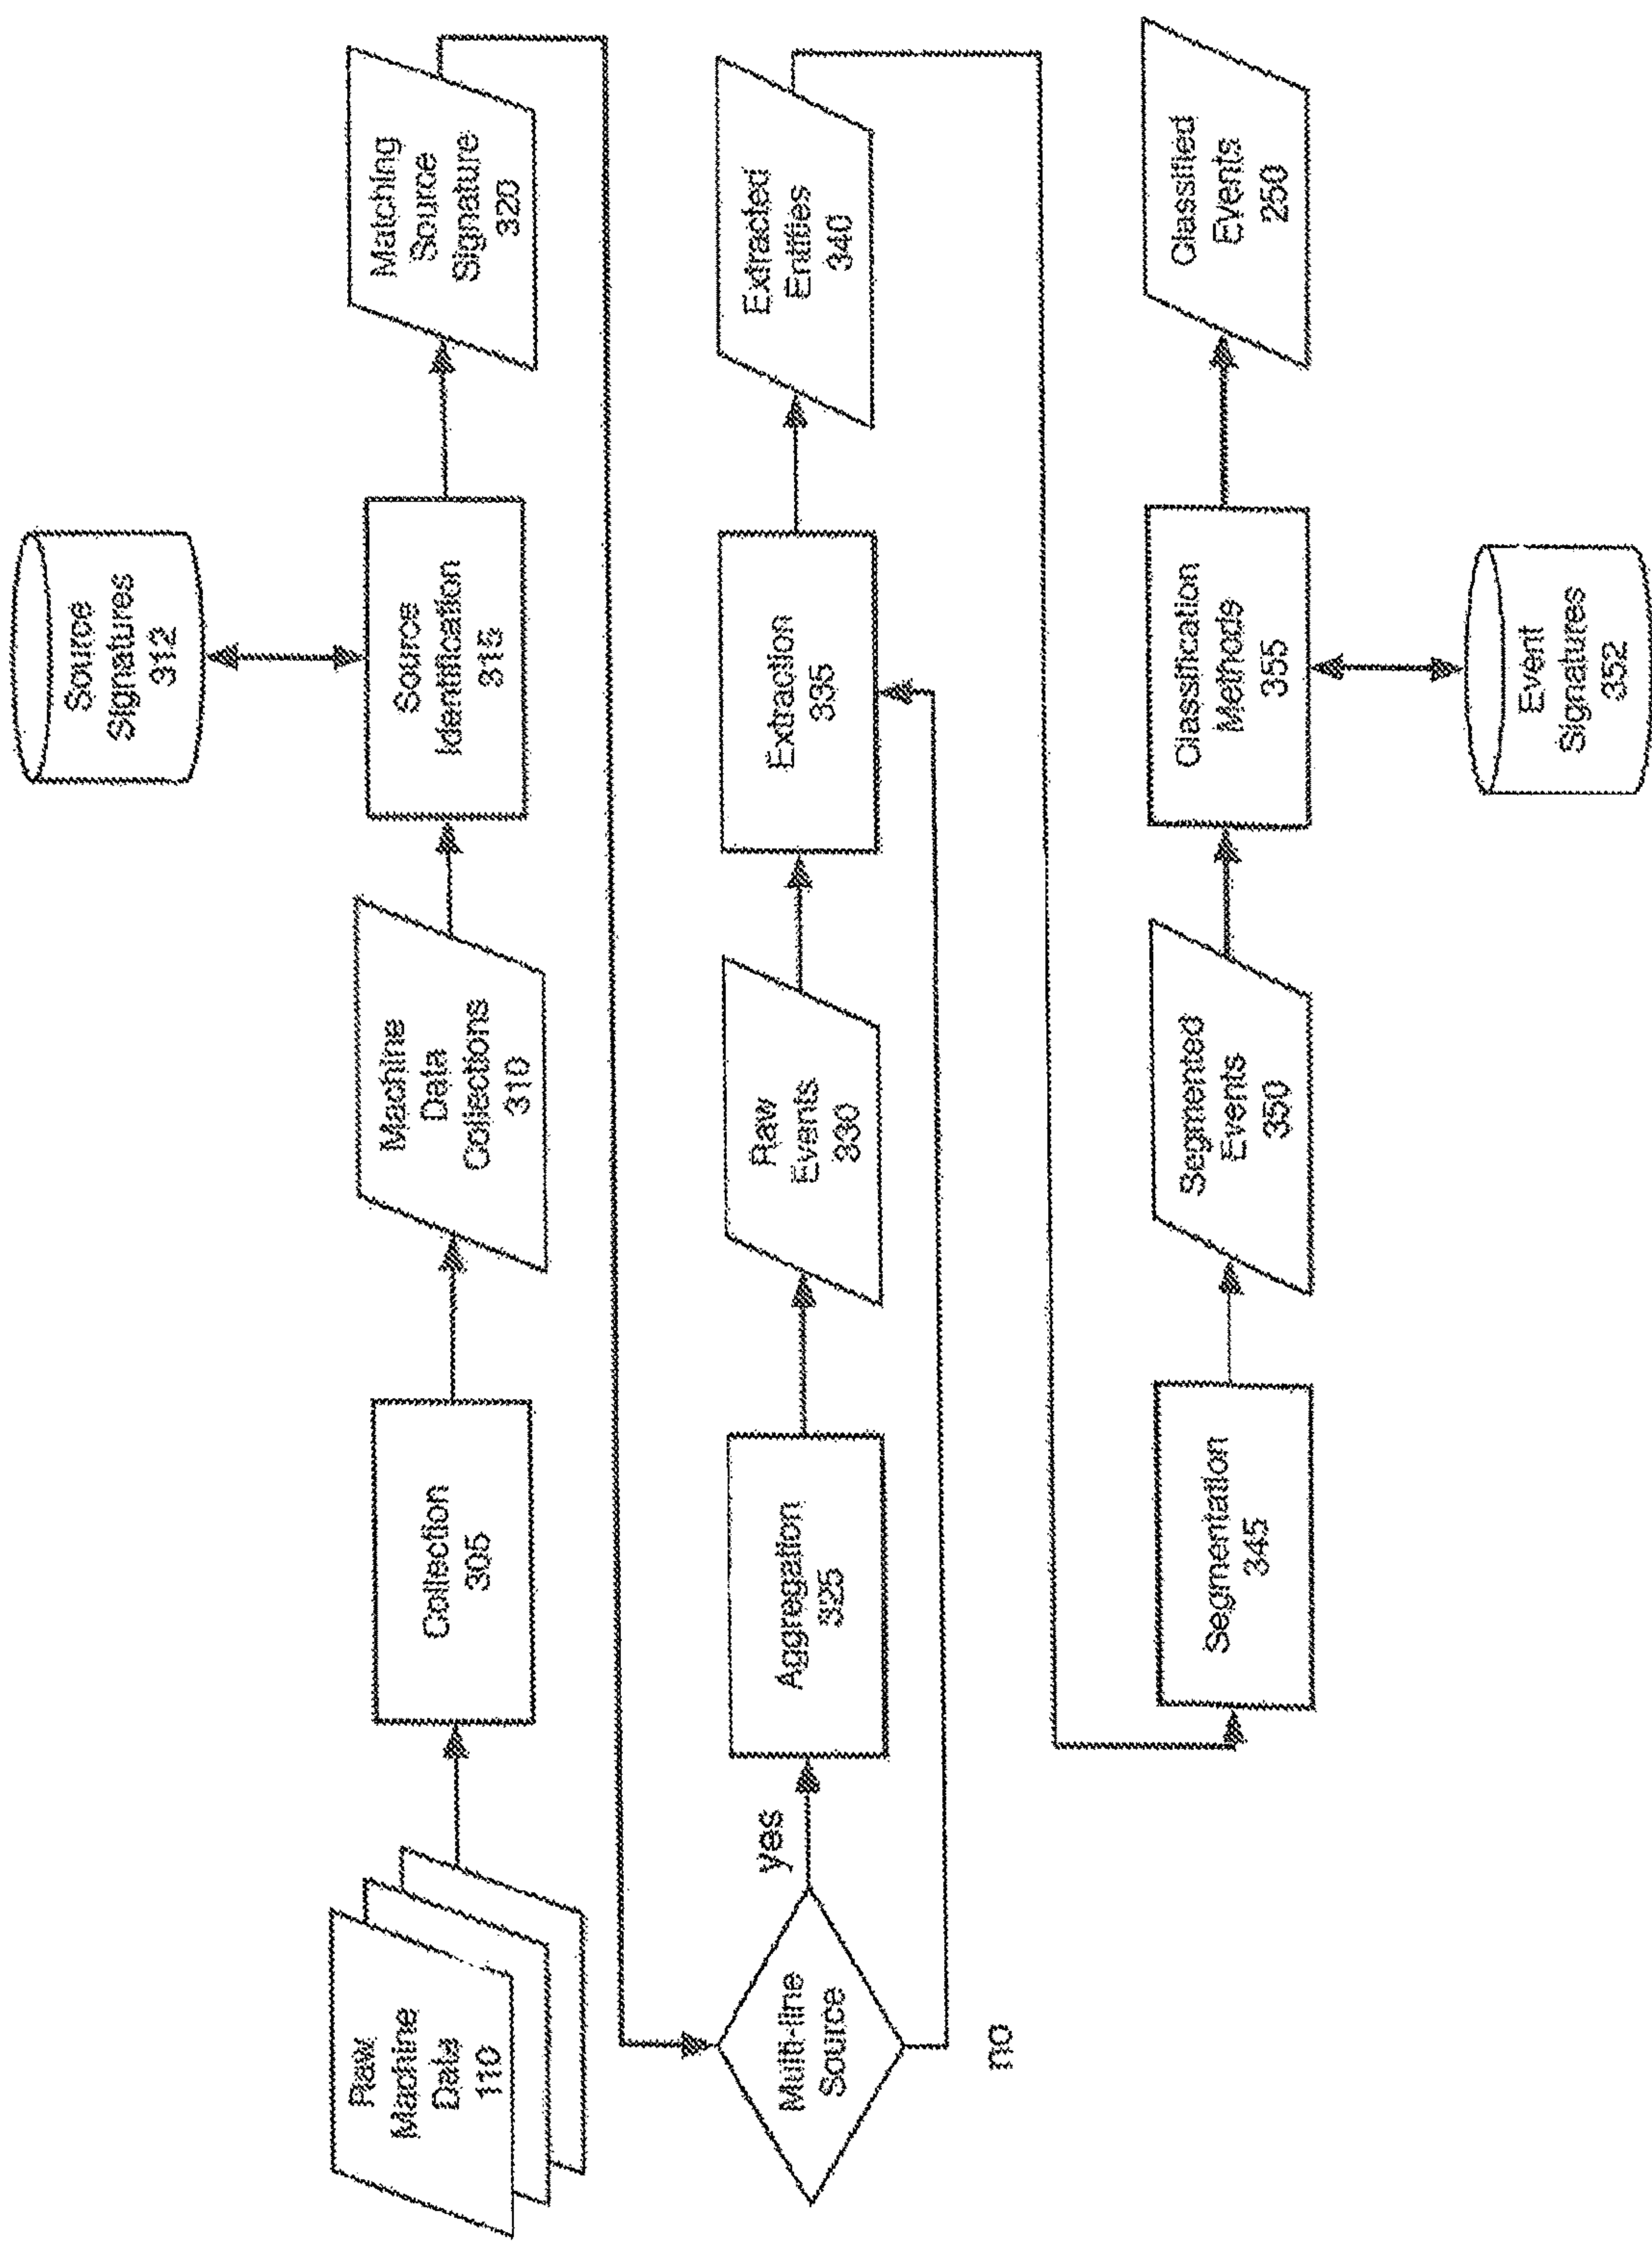 Source
Signatures
312
Raw
Machine
Data
110
Collection
305
Machine
Data
Collections
310
Source
Identification
315
Matching
Source
Signature
320
Multi-line
Source
yes
no
Aggregation
325
Raw
Events
330
Extraction
335
Extracted
Entities
340
Segmentation
345
Segmented
Events
350
Classification
Methods
355
Classified
Events
250
Event
Signatures
352